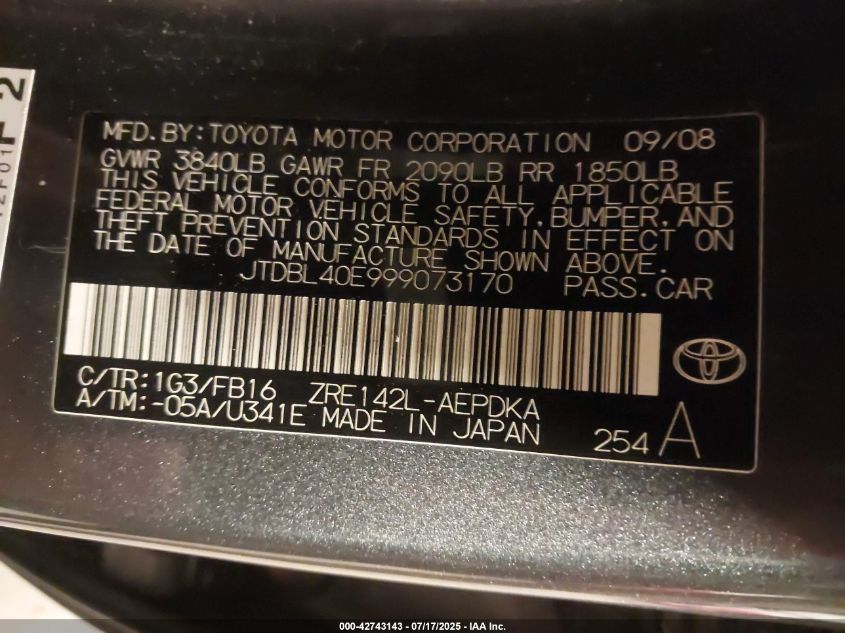 MFD.BY:TOYOTA MOTOR CORPORATION 09/08
GVWR 3840LB GAWR FR 2090LB RR 1850LB
THIS VEHICLE CONFORMS TO ALL APPLICABLE
FEDERAL MOTOR VEHICLE SAFETY,BUMPER,AND
THEFT PREVENTION STANDARDS IN EFFECT ON
THE DATE OF MANUFACTURE SHOWN ABOVE.
JTDBL40E999073170 PASS.CAR
C/TR:1G3/FB16 ZRE142L-AEPDKA
A/TM:-05A/U341E MADE IN JAPAN
254 A
000-42743143 - 07/17/2025 - IAA Inc.